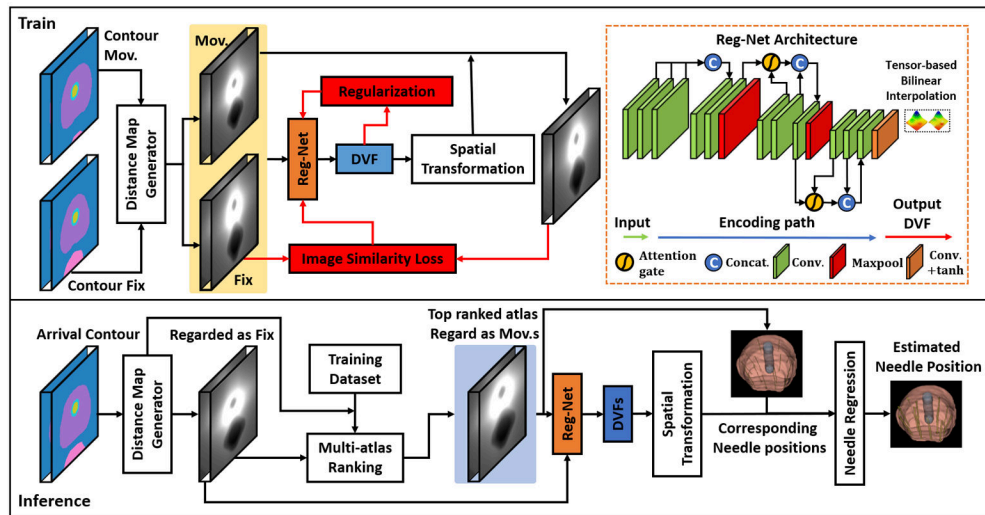 Train
Contour
Mov.
Distance Map
Generator
Contour Fix
Mov.
Fix
Regularization
Reg-Net
DVF
Spatial
Transformation
Image Similarity Loss
Reg-Net Architecture
C
C
Tensor-based
Bilinear
Interpolation
C
Input
Encoding path
Output
DVF
Attention
gate
C
Concat.
Conv.
Maxpool
Conv.
+tanh
Arrival Contour
Distance Map
Generator
Regarded as Fix
Training
Dataset
Multi-atlas
Ranking
Top ranked atlas
Regard as Mov.s
Reg-Net
DVFs
Spatial
Transformation
Corresponding
Needle positions
Needle Regression
Estimated
Needle Position
Inference